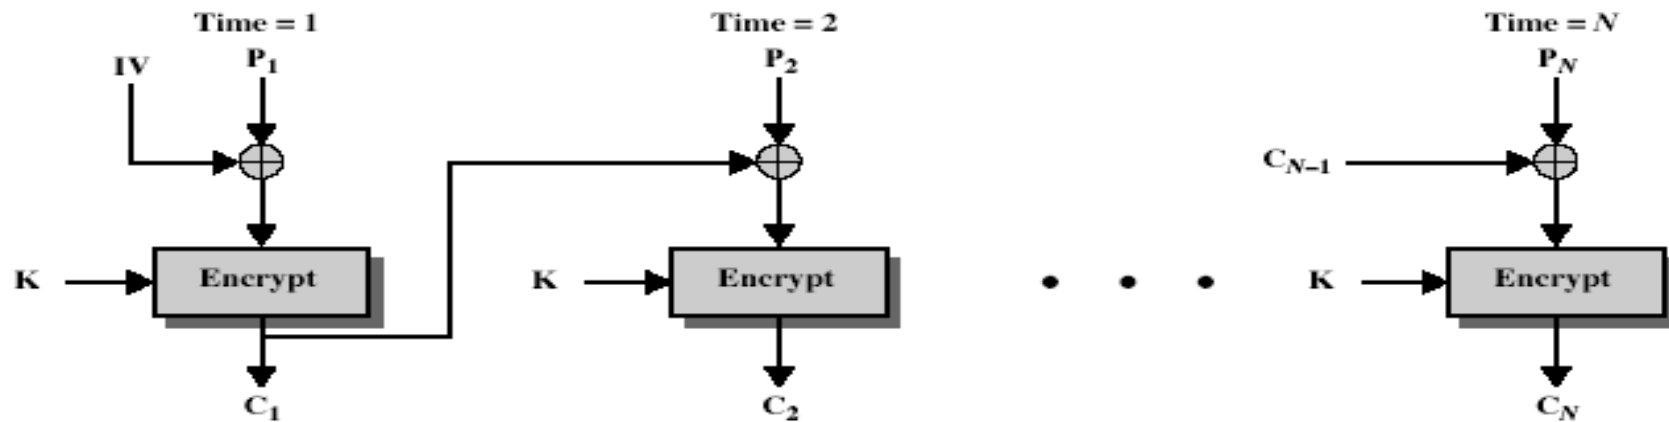 Time = 1 Time = 2 Time = N
IV P1 P2 PN
CN–1
K Encrypt K Encrypt K Encrypt
C1 C2 CN